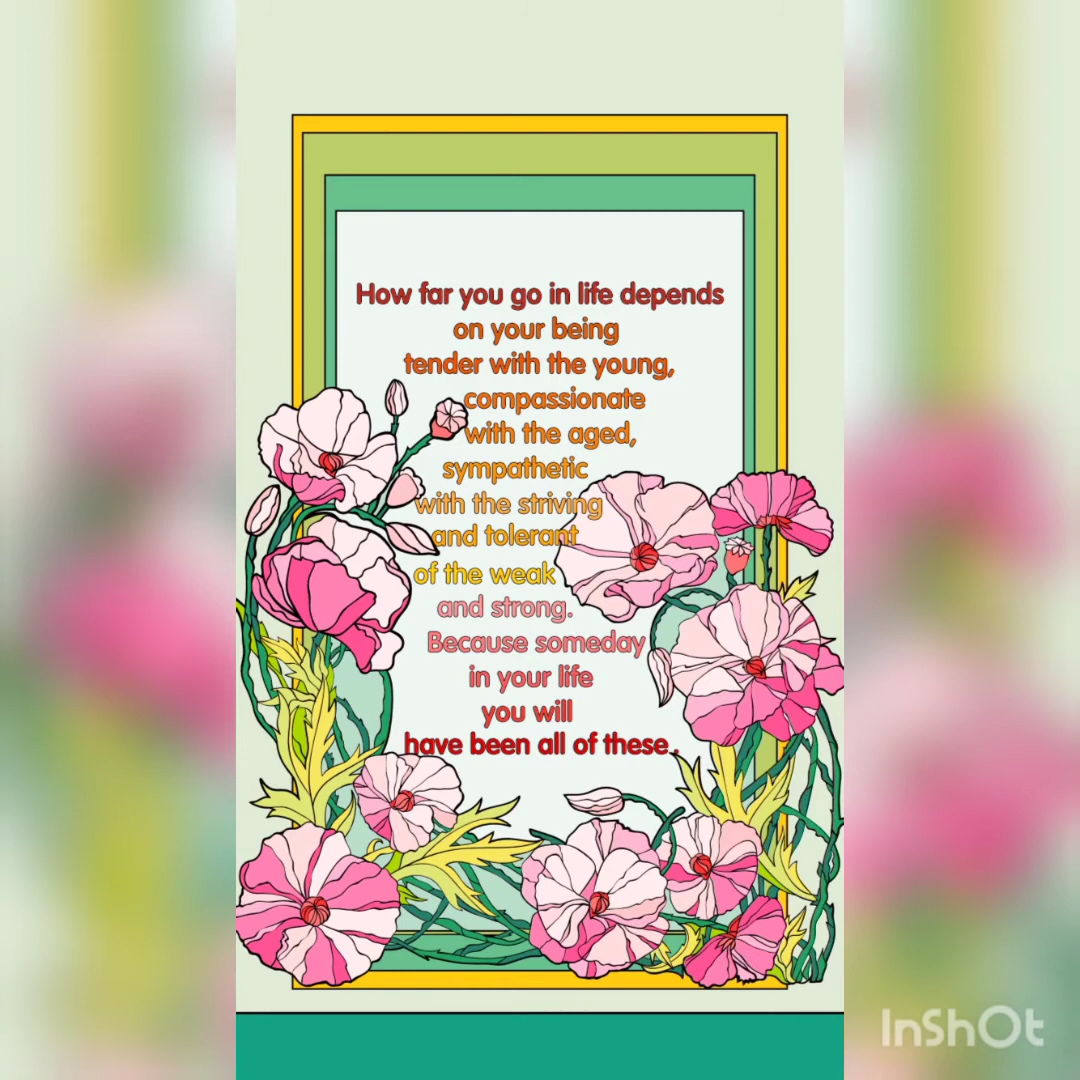 How far you go in life depends
on your being
tender with the young,
compassionate
with the aged,
sympathetic
with the striving
and tolerant
of the weak
and strong.
Because someday
in your life
you will
have been all of these.
InShOt